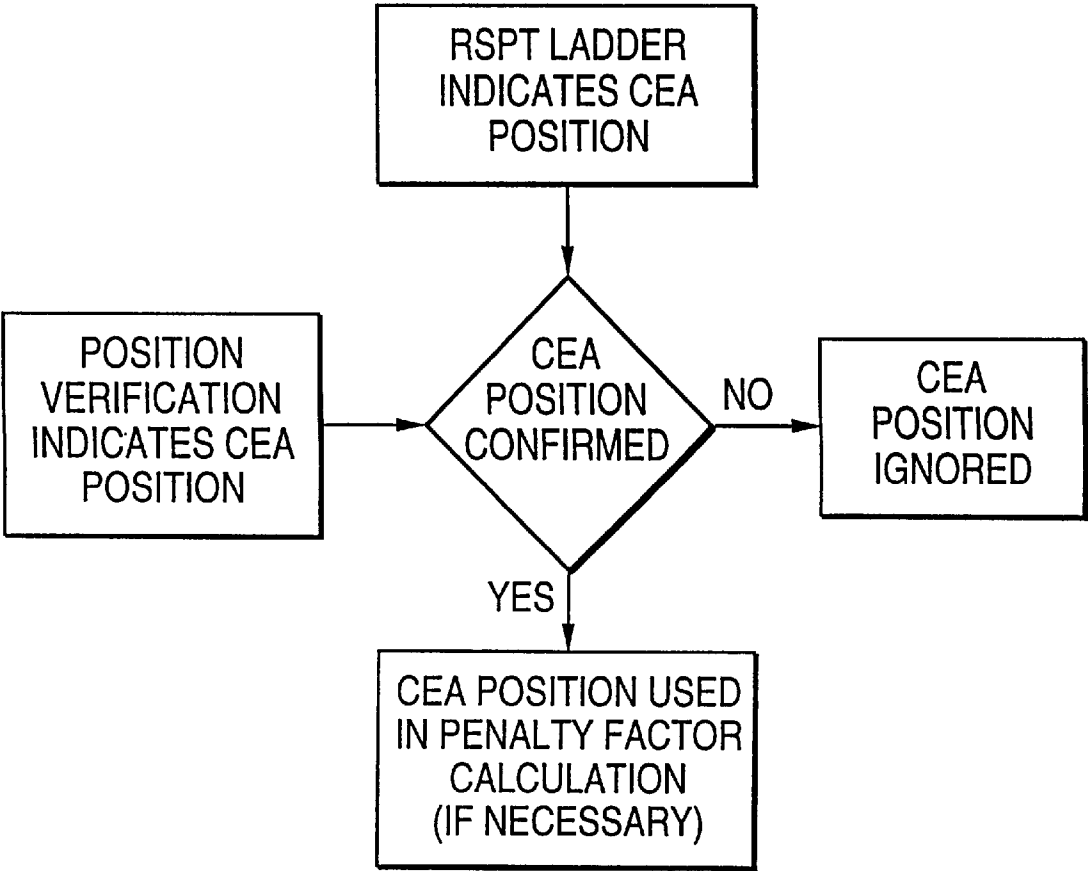 RSPT LADDER
INDICATES CEA
POSITION
POSITION
VERIFICATION
INDICATES CEA
POSITION
CEA
POSITION
CONFIRMED
NO
CEA
POSITION
IGNORED
YES
CEA POSITION USED
IN PENALTY FACTOR
CALCULATION
(IF NECESSARY)